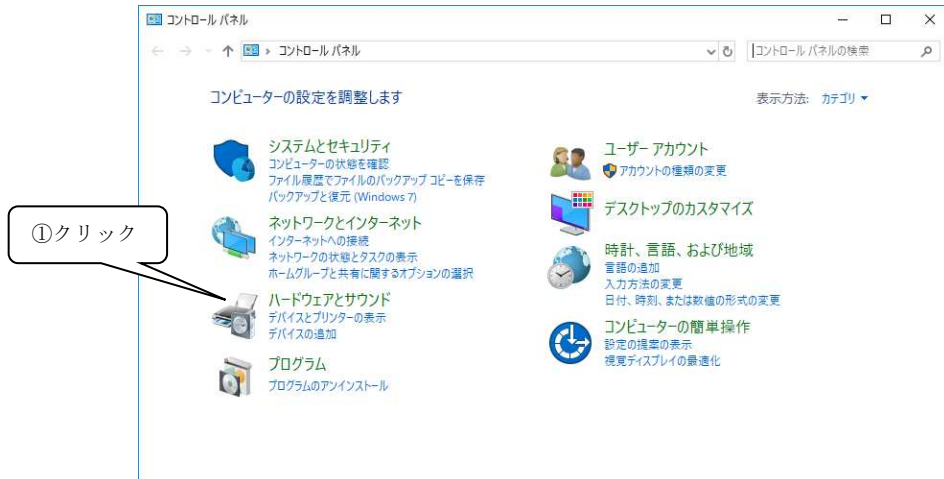 コントロール パネル
コントロール パネル
コントロール パネルの検索
コンピューターの設定を調整します
表示方法: カテゴリ
システムとセキュリティ
コンピューターの状態を確認
ファイル履歴でファイルのバックアップ コピーを保存
バックアップと復元 (Windows 7)
ネットワークとインターネット
インターネットへの接続
ネットワークの状態とタスクの表示
ホームグループと共有に関するオプションの選択
①クリック
ハードウェアとサウンド
デバイスとプリンターの表示
デバイスの追加
プログラム
プログラムのアンインストール
ユーザー アカウント
アカウントの種類の変更
デスクトップのカスタマイズ
時計、言語、および地域
言語の追加
入力方法の変更
日付、時刻、または数値の形式の変更
コンピューターの簡単操作
設定の提案の表示
視覚ディスプレイの最適化